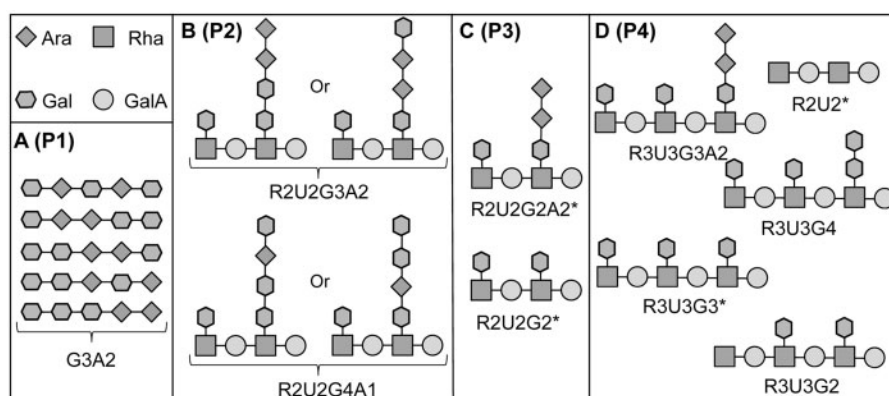 Ara Rha
Gal GalA
A (P1)
G3A2
B (P2)
Or
R2U2G3A2
Or
R2U2G4A1
C (P3)
R2U2G2A2*
R2U2G2*
D (P4)
R2U2*
R3U3G3A2
R3U3G4
R3U3G3*
R3U3G2